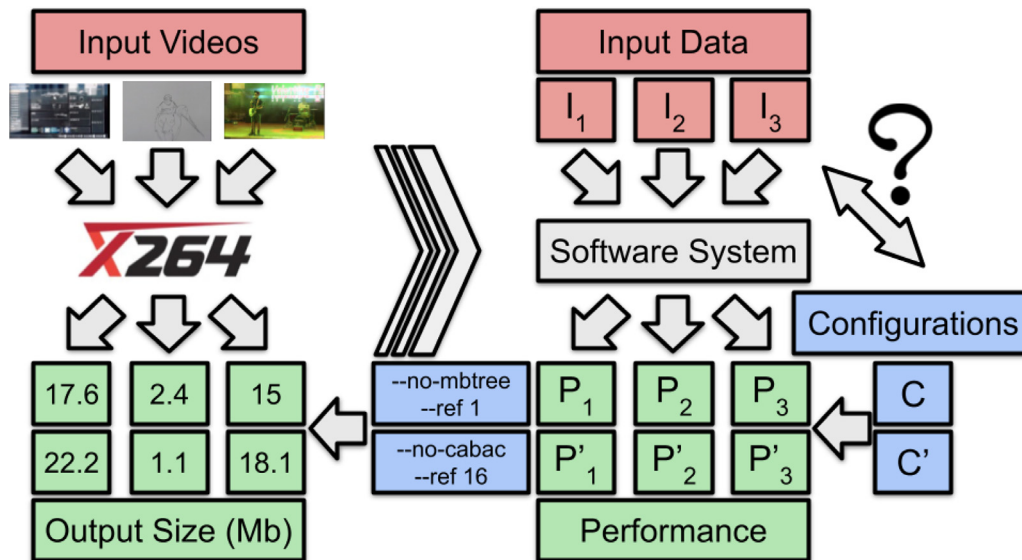 Input Videos
X264
17.6 2.4 15
22.2 1.1 18.1
Output Size (Mb)
--no-mbtree
--ref 1
--no-cabac
--ref 16
Input Data
I1 I2 I3
?
Software System
Configurations
P1 P2 P3
C
P'1 P'2 P'3
C'
Performance